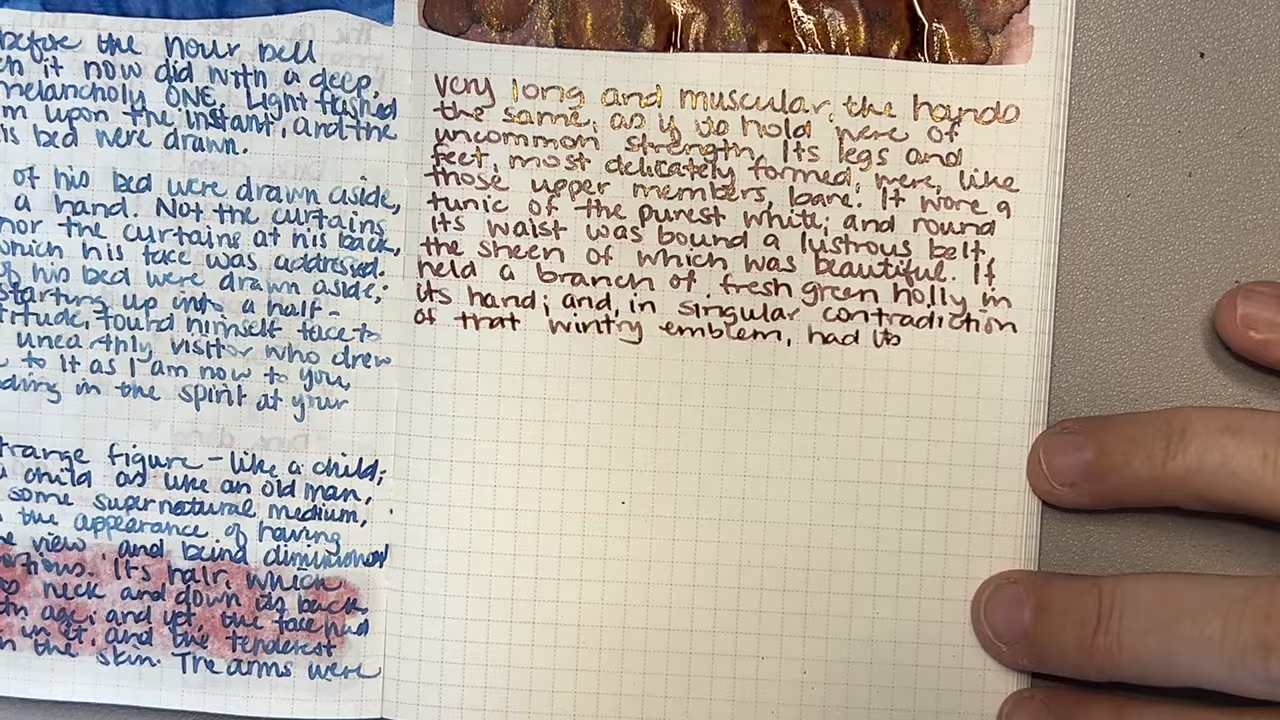 before the hour bell
it now did with a deep,
melancholy ONE. Light flashed
upon the instant, and the
bed were drawn.
of his bed were drawn aside,
a hand. Not the curtains
nor the curtains at his back,
which his face was addressed.
his bed were drawn aside;
starting up into a half-
found himself face to
unearthly visitor who drew
to it as I am now to you,
in the spirit at your
figure - like a child;
child as like an old man,
some supernatural medium,
the appearance of having
view, and being diminished
Its hair, which
neck and down its back,
age; and yet, the face had
in it, and the tenderest
the skin. The arms were
very long and muscular, the hands
the same, as if its hold were of
uncommon strength. Its legs and
feet, most delicately formed, were, like
those upper members, bare. It wore a
tunic of the purest white; and round
its waist was bound a lustrous belt,
the sheen of which was beautiful. It
held a branch of fresh green holly in
its hand; and, in singular contradiction
of that wintry emblem, had its